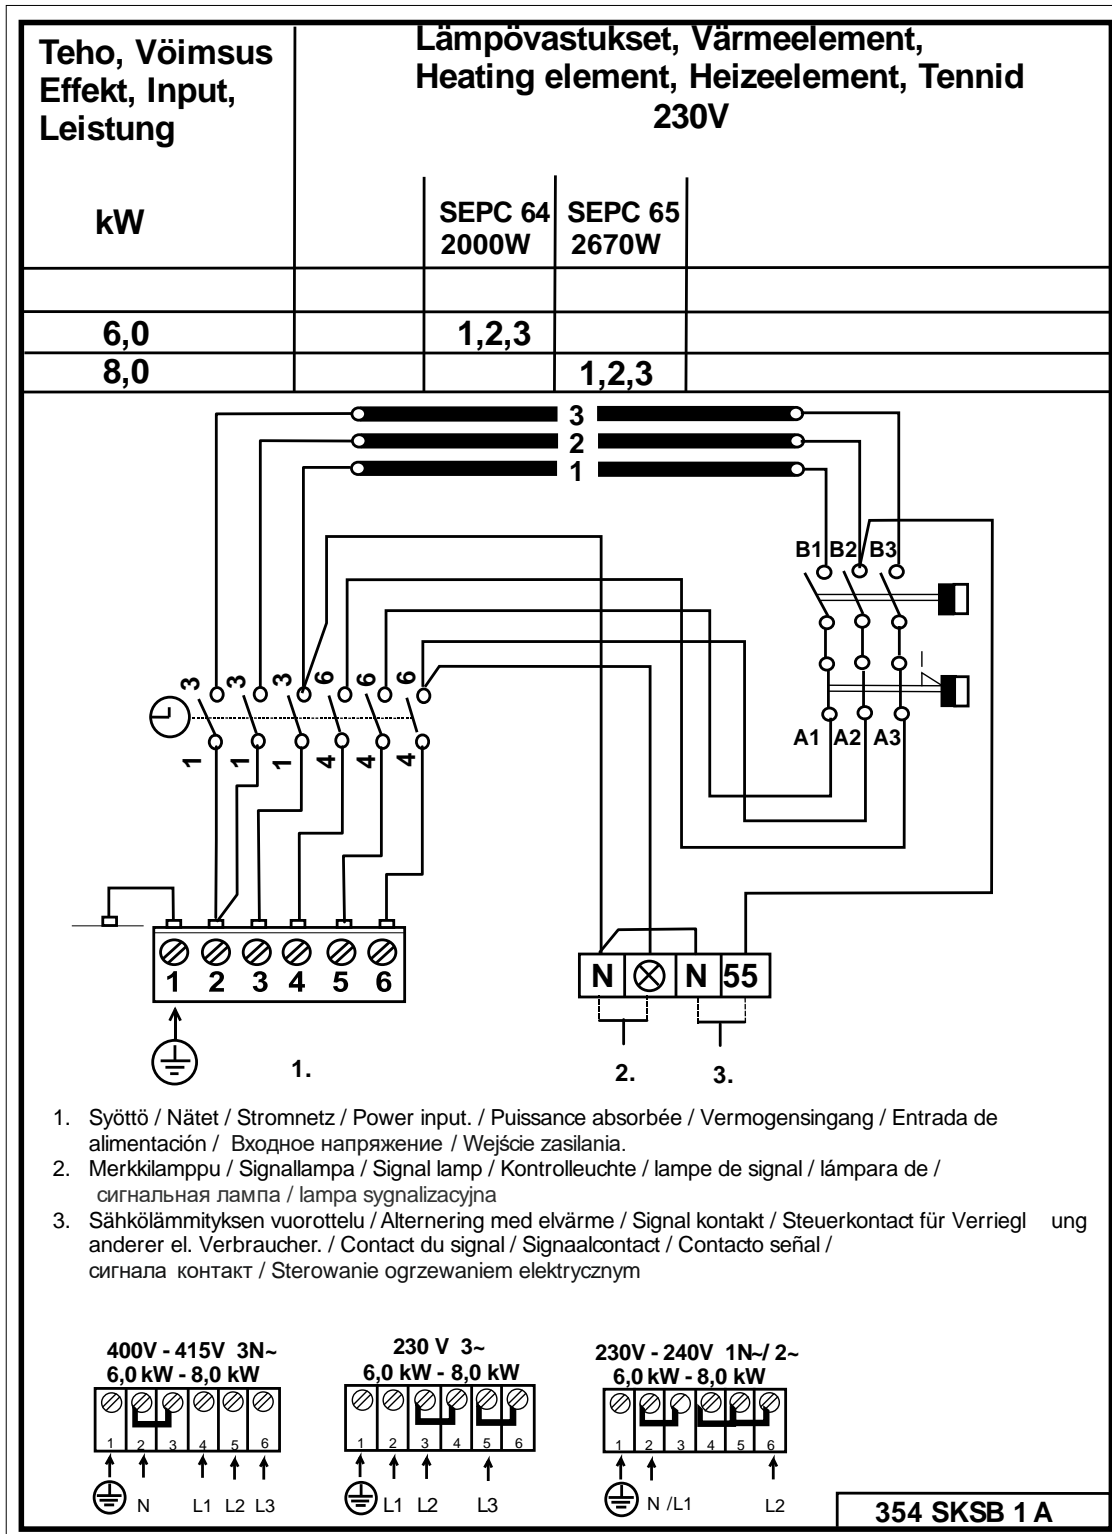 Teho, Vöimsus
Effekt, Input,
Leistung
kW
Lämpövastukset, Värmeelement,
Heating element, Heizeelement, Tennid
230V
SEPC 64
2000W
SEPC 65
2670W
6,0
1,2,3
8,0
1,2,3
3
2
1
B1 B2 B3
3 3 3 6 6 6
1 1 1 4 4 4
A1 A2 A3
1 2 3 4 5 6
N N 55
1.
2.
3.
1. Syöttö / Nätet / Stromnetz / Power input. / Puissance absorbée / Vermogensingang / Entrada de
alimentación / Входное напряжение / Wejście zasilania.
2. Merkkilamppu / Signallampa / Signal lamp / Kontrolleuchte / lampe de signal / lámpara de /
сигнальная лампа / lampa sygnalizacyjna
3. Sähkölämmityksen vuorottelu / Alternering med elvärme / Signal kontakt / Steuerkontact für Verriegl ung
anderer el. Verbraucher. / Contact du signal / Signaalcontact / Contacto señal /
сигнала контакт / Sterowanie ogrzewaniem elektrycznym
400V - 415V 3N~
6,0 kW - 8,0 kW
1 2 3 4 5 6
N L1 L2 L3
230 V 3~
6,0 kW - 8,0 kW
1 2 3 4 5 6
L1 L2 L3
230V - 240V 1N~/ 2~
6,0 kW - 8,0 kW
1 2 3 4 5 6
N /L1 L2
354 SKSB 1 A